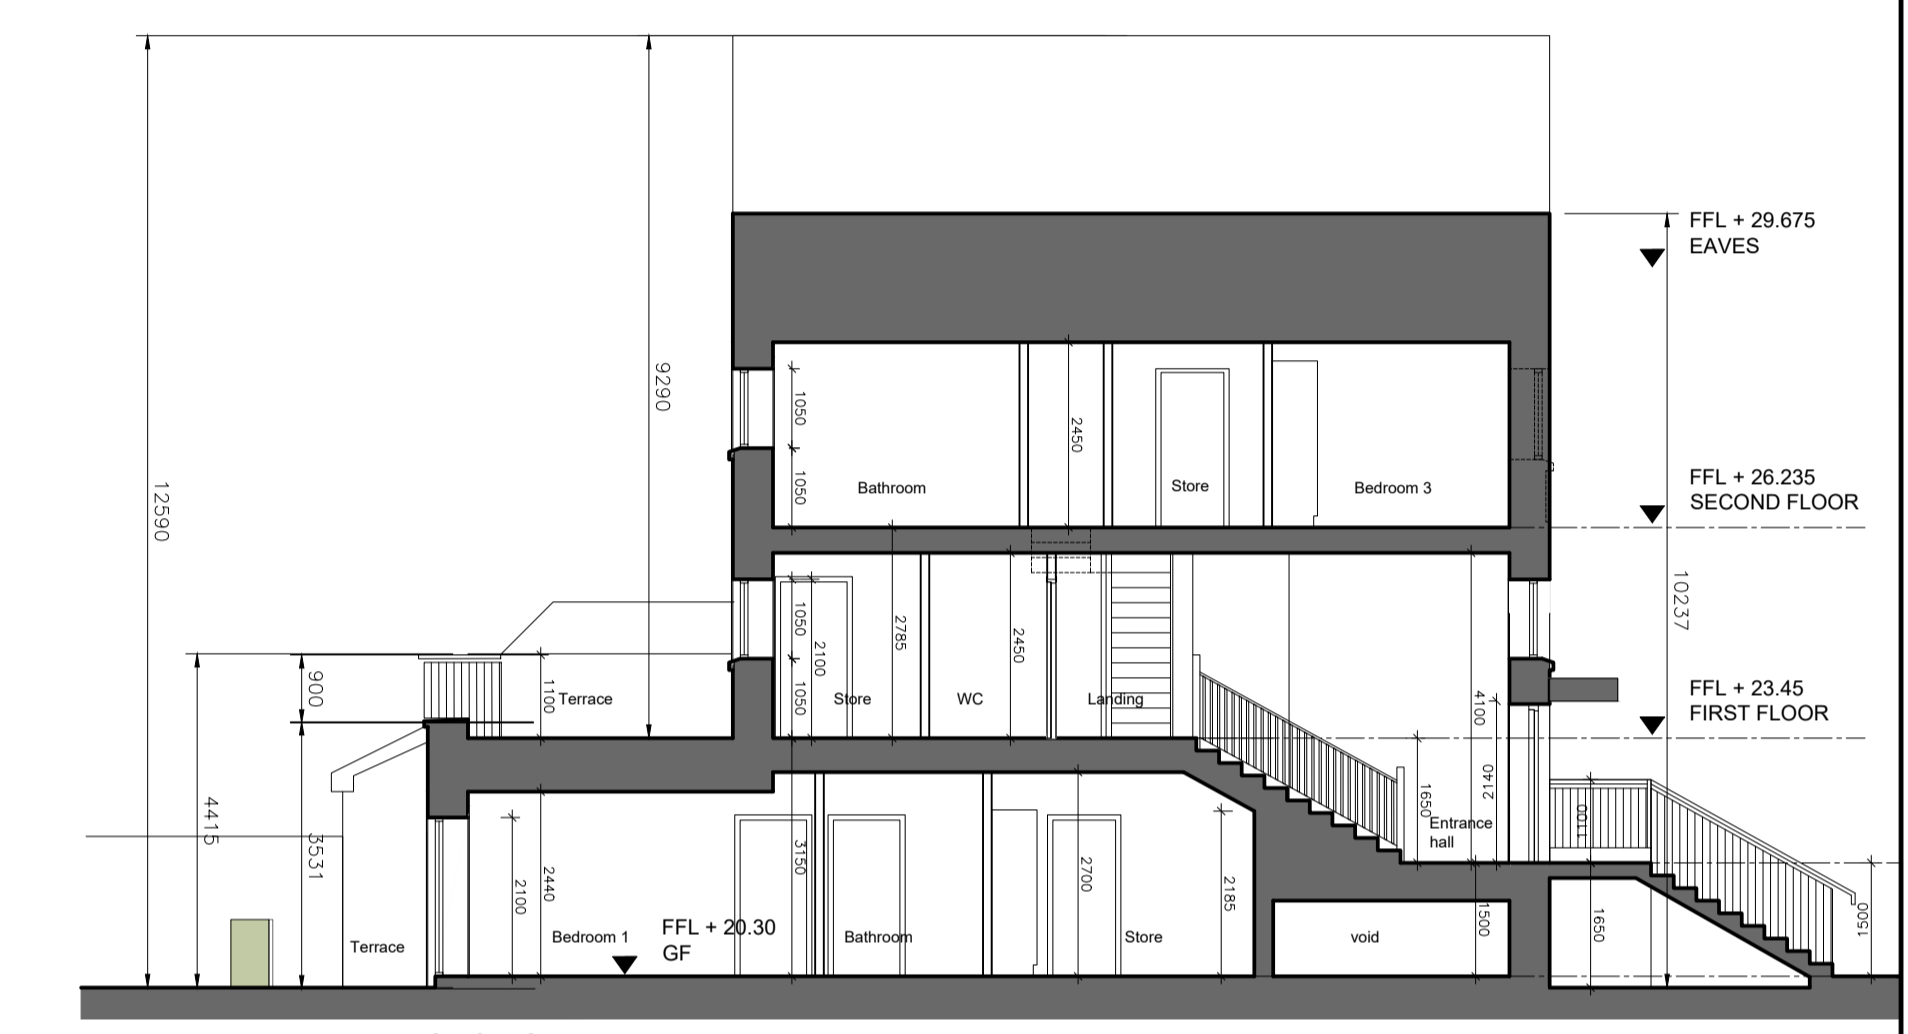 FFL + 29.675
EAVES
9290
1050
2450
12590
1050
Bathroom
Store
Bedroom 3
FFL + 26.235
SECOND FLOOR
10237
1050
2100
2785
2450
900
1100
Terrace
1050
Store
WC
Landing
4100
FFL + 23.45
FIRST FLOOR
2140
1650
Entrance
hall
1100
4415
3531
2100
2440
3150
2700
2185
1500
1650
1500
FFL + 20.30
GF
Terrace
Bedroom 1
Bathroom
Store
void